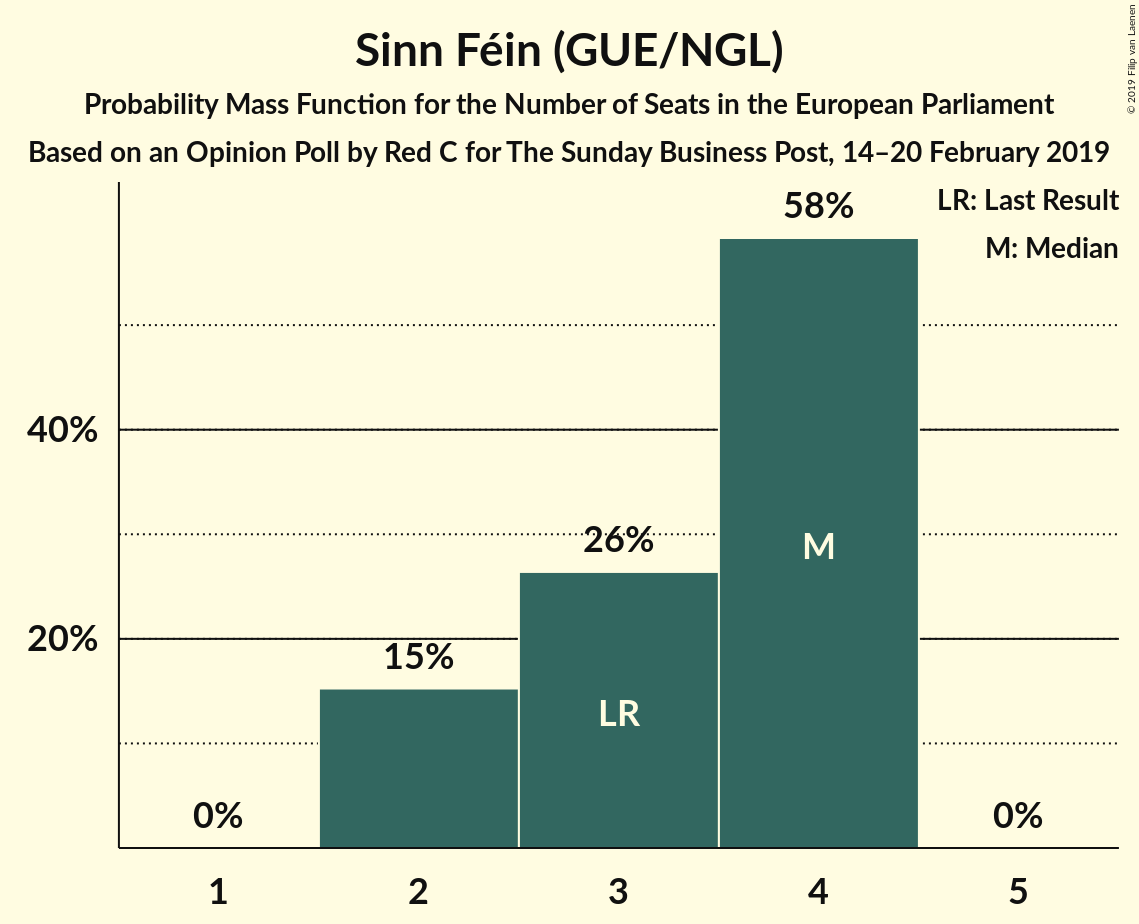 Sinn Féin (GUE/NGL)
Probability Mass Function for the Number of Seats in the European Parliament
Based on an Opinion Poll by Red C for The Sunday Business Post, 14–20 February 2019
© 2019 Filip van Laenen
LR: Last Result
M: Median
58%
40%
26%
M
20%
15%
LR
0%
0%
1
2
3
4
5